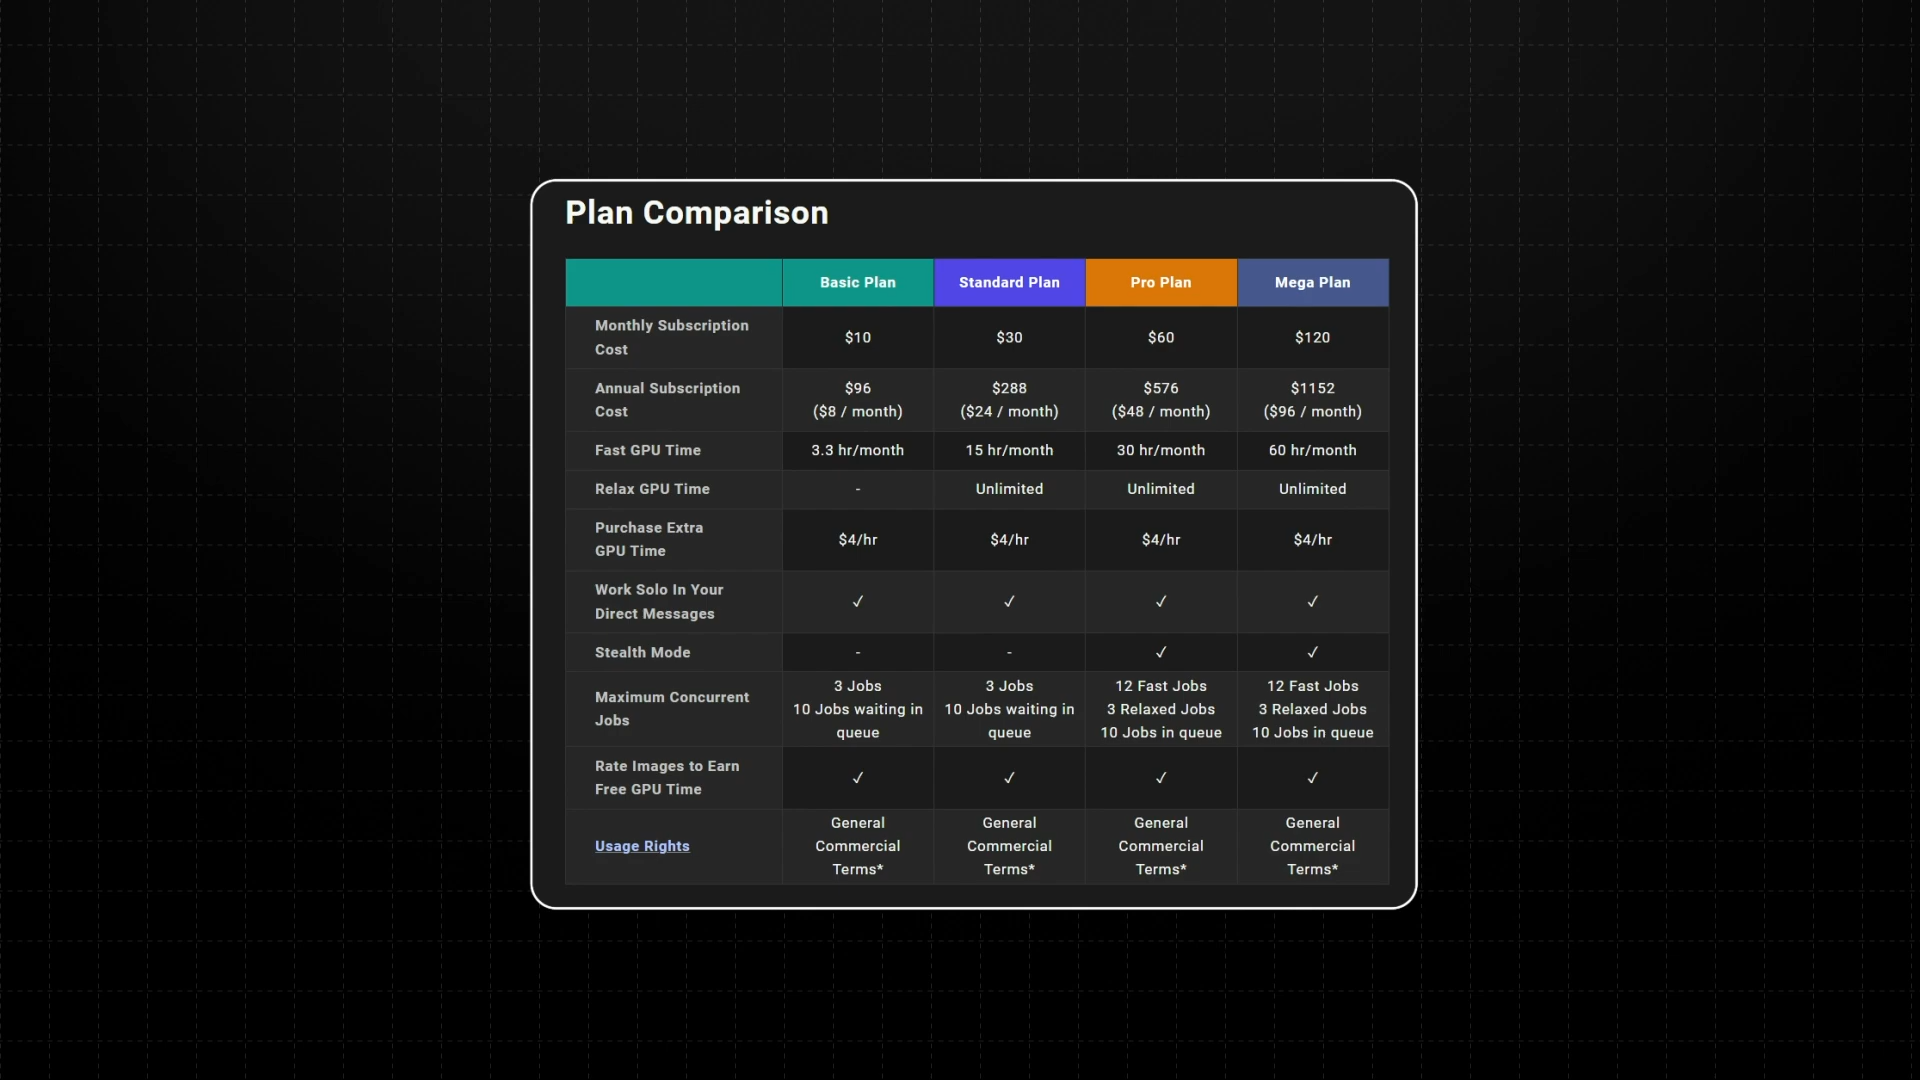 Plan Comparison
Basic Plan Standard Plan Pro Plan Mega Plan
Monthly Subscription
Cost
$10 $30 $60 $120
Annual Subscription
Cost
$96 $288 $576 $1152
($8 / month) ($24 / month) ($48 / month) ($96 / month)
Fast GPU Time 3.3 hr/month 15 hr/month 30 hr/month 60 hr/month
Relax GPU Time - Unlimited Unlimited Unlimited
Purchase Extra
GPU Time
$4/hr $4/hr $4/hr $4/hr
Work Solo In Your
Direct Messages
✓ ✓ ✓ ✓
Stealth Mode - - ✓ ✓
Maximum Concurrent
Jobs
3 Jobs 3 Jobs 12 Fast Jobs 12 Fast Jobs
10 Jobs waiting in 10 Jobs waiting in 3 Relaxed Jobs 3 Relaxed Jobs
queue queue 10 Jobs in queue 10 Jobs in queue
Rate Images to Earn
Free GPU Time
✓ ✓ ✓ ✓
Usage Rights
General General General General
Commercial Commercial Commercial Commercial
Terms* Terms* Terms* Terms*